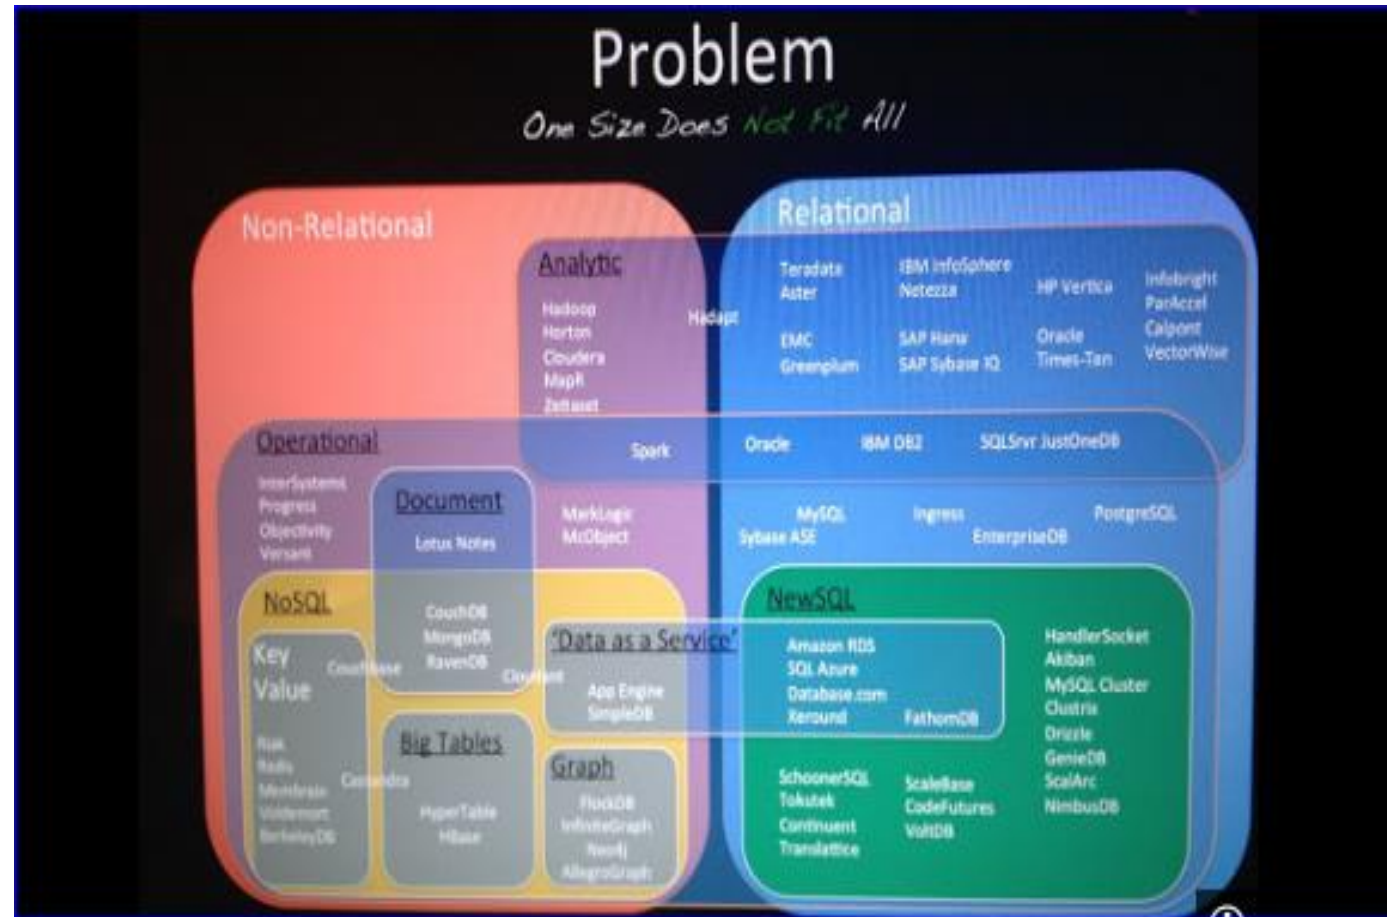 Problem
One Size Does Not Fit All
Non-Relational
Relational
Analytic
Hadoop
Horton
Cloudera
MapR
Zettaset
Hadapt
Teradata
Aster
IBM InfoSphere
Netezza
HP Vertica
Infobright
ParAccel
Calpont
VectorWise
EMC
Greenplum
SAP Hana
SAP Sybase IQ
Oracle
Times-Ten
Operational
Spark
Oracle
IBM DB2
SQLSrvr JustOneDB
InterSystems
Progress
Objectivity
Versant
Document
Lotus Notes
MarkLogic
McObject
MySQL
Ingress
PostgreSQL
Sybase ASE
EnterpriseDB
NoSQL
Key
Value
Couchbase
CouchDB
MongoDB
RavenDB
Cloudant
"Data as a Service"
App Engine
SimpleDB
NewSQL
Amazon RDS
SQL Azure
Database.com
Xeround
FathomDB
HandlerSocket
Akiban
MySQL Cluster
Clustrix
Drizzle
GenieDB
ScalArc
NimbusDB
Riak
Redis
Membrain
Voldemort
BerkeleyDB
Cassandra
Big Tables
HyperTable
HBase
Graph
FlockDB
InfiniteGraph
Neo4j
AllegroGraph
SchoonerSQL
Tokutek
Continuent
Translattice
ScaleBase
CodeFutures
VoltDB